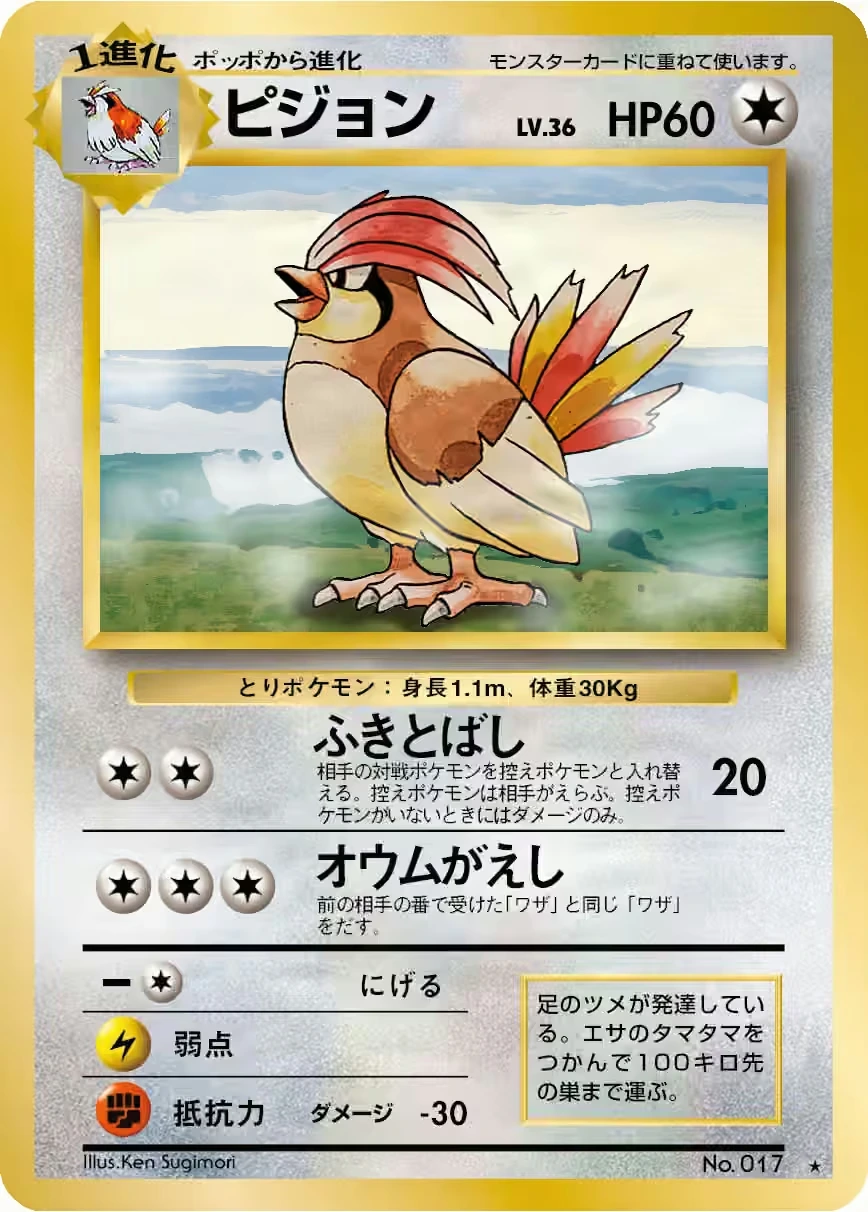 1進化 ポッポから進化 モンスターカードに重ねて使います。
ピジョン LV.36 HP60
とりポケモン：身長1.1m、体重30Kg
ふきとばし
相手の対戦ポケモンを控えポケモンと入れ替
える。控えポケモンは相手がえらぶ。控えポ
ケモンがいないときにはダメージのみ。
20
オウムがえし
前の相手の番で受けた「ワザ」と同じ「ワザ」
をだす。
にげる
弱点
抵抗力 ダメージ -30
足のツメが発達してい
る。エサのタマタマを
つかんで100キロ先
の巣まで運ぶ。
Illus.Ken Sugimori No.017 ★